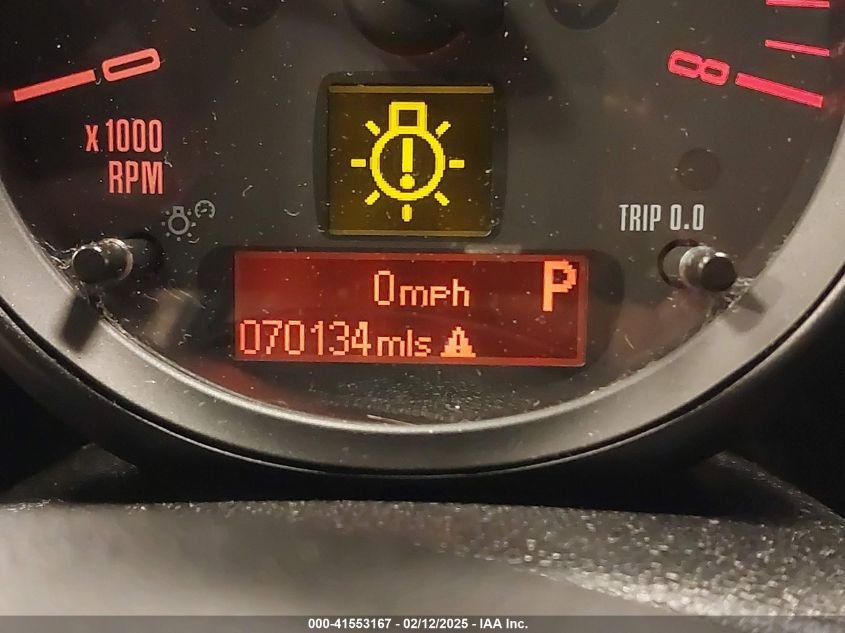 0
8
x 1000
RPM
TRIP 0.0
0mph
P
070134mls
000-41553167 - 02/12/2025 - IAA Inc.